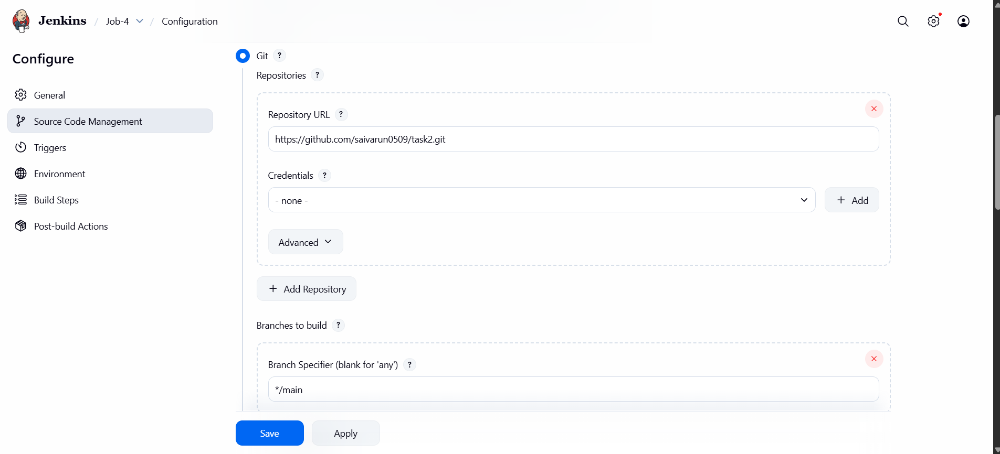 Jenkins / Job-4 / Configuration
Configure
General
Source Code Management
Triggers
Environment
Build Steps
Post-build Actions
Git ?
Repositories ?
Repository URL ?
https://github.com/saivarun0509/task2.git
Credentials ?
- none -
+ Add
Advanced
+ Add Repository
Branches to build ?
Branch Specifier (blank for 'any') ?
*/main
Save Apply